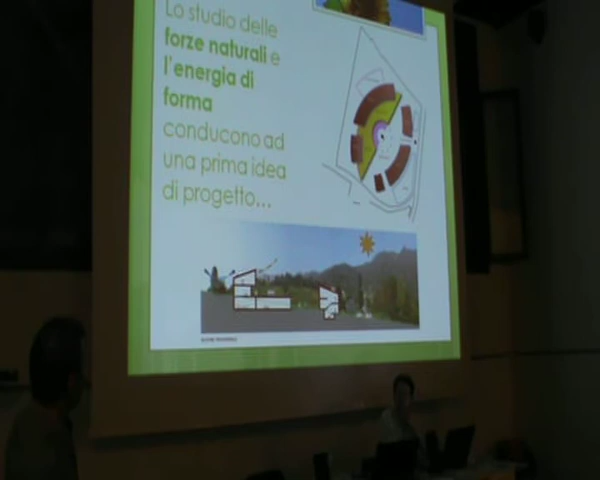 Lo studio delle
forze naturali e
l'energia di
forma
conducono ad
una prima idea
di progetto...